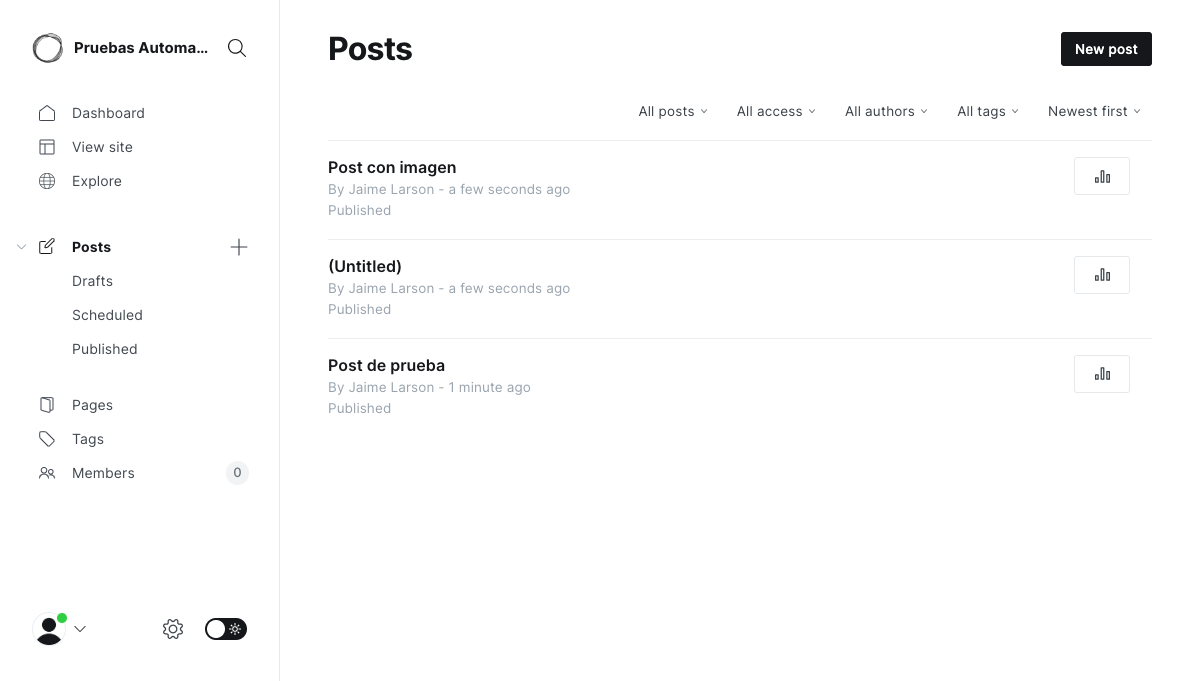 Pruebas Automa...
Dashboard
View site
Explore
Posts
Drafts
Scheduled
Published
Pages
Tags
Members
0
Posts
New post
All posts
All access
All authors
All tags
Newest first
Post con imagen
By Jaime Larson - a few seconds ago
Published
(Untitled)
By Jaime Larson - a few seconds ago
Published
Post de prueba
By Jaime Larson - 1 minute ago
Published